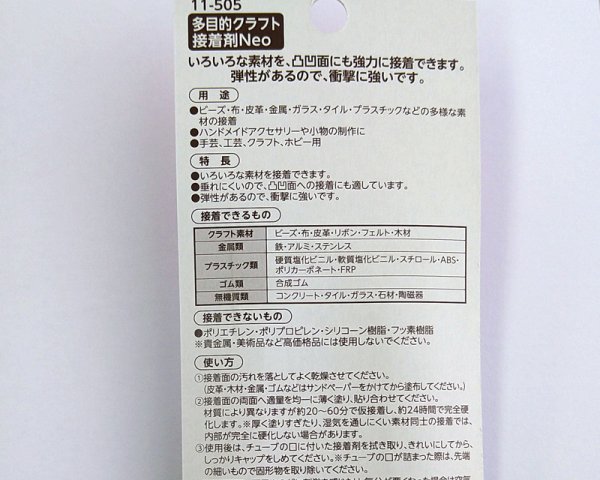 11-505
多目的クラフト
接着剤Neo
いろいろな素材を、凸凹面にも強力に接着できます。
弾性があるので、衝撃に強いです。
用途
●ビーズ・布・皮革・金属・ガラス・タイル・プラスチックなどの多様な素
材の接着
●ハンドメイドアクセサリーや小物の制作に
●手芸、工芸、クラフト、ホビー用
特長
●いろいろな素材を接着できます。
●垂れにくいので、凸凹面への接着にも適しています。
●弾性があるので、衝撃に強いです。
接着できるもの
クラフト素材 ビーズ・布・皮革・リボン・フェルト・木材
金属類 鉄・アルミ・ステンレス
プラスチック類 硬質塩化ビニル・軟質塩化ビニル・スチロール・ABS・
ポリカーボネート・FRP
ゴム類 合成ゴム
無機質類 コンクリート・タイル・ガラス・石材・陶磁器
接着できないもの
●ポリエチレン・ポリプロピレン・シリコーン樹脂・フッ素樹脂
※貴金属・美術品など高価格品には使用しないでください。
使い方
①接着面の汚れを落としてよく乾燥させてください。
(皮革・木材・金属・ゴムなどはサンドペーパーをかけてから塗布してください。)
②接着面の両面へ適量を均一に薄く塗り、貼り合わせてください。
材質により異なりますが約20～60分で仮接着し、約24時間で完全硬
化します。※厚く塗りすぎたり、湿気を通しにくい素材同士の接着では、
内部が完全に硬化しない場合があります。
③使用後は、チューブの口に付いた接着剤を拭き取り、きれいにしてから、
しっかりキャップをしめてください。※チューブの口が詰まった際は、先端
の細いもので固形物を取り除いてください。